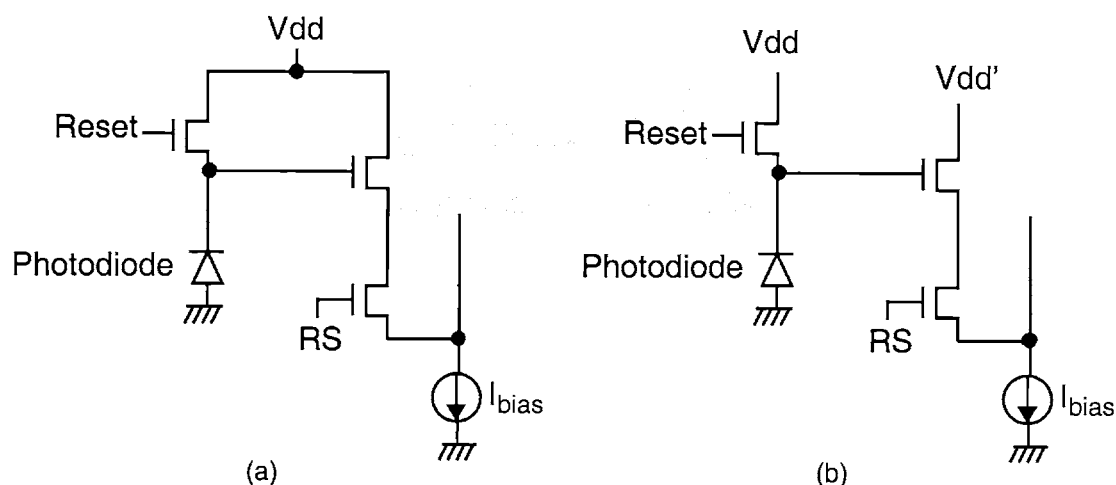 Vdd
Reset
Photodiode
RS
Ibias
(a)
Vdd
Vdd'
Reset
Photodiode
RS
Ibias
(b)